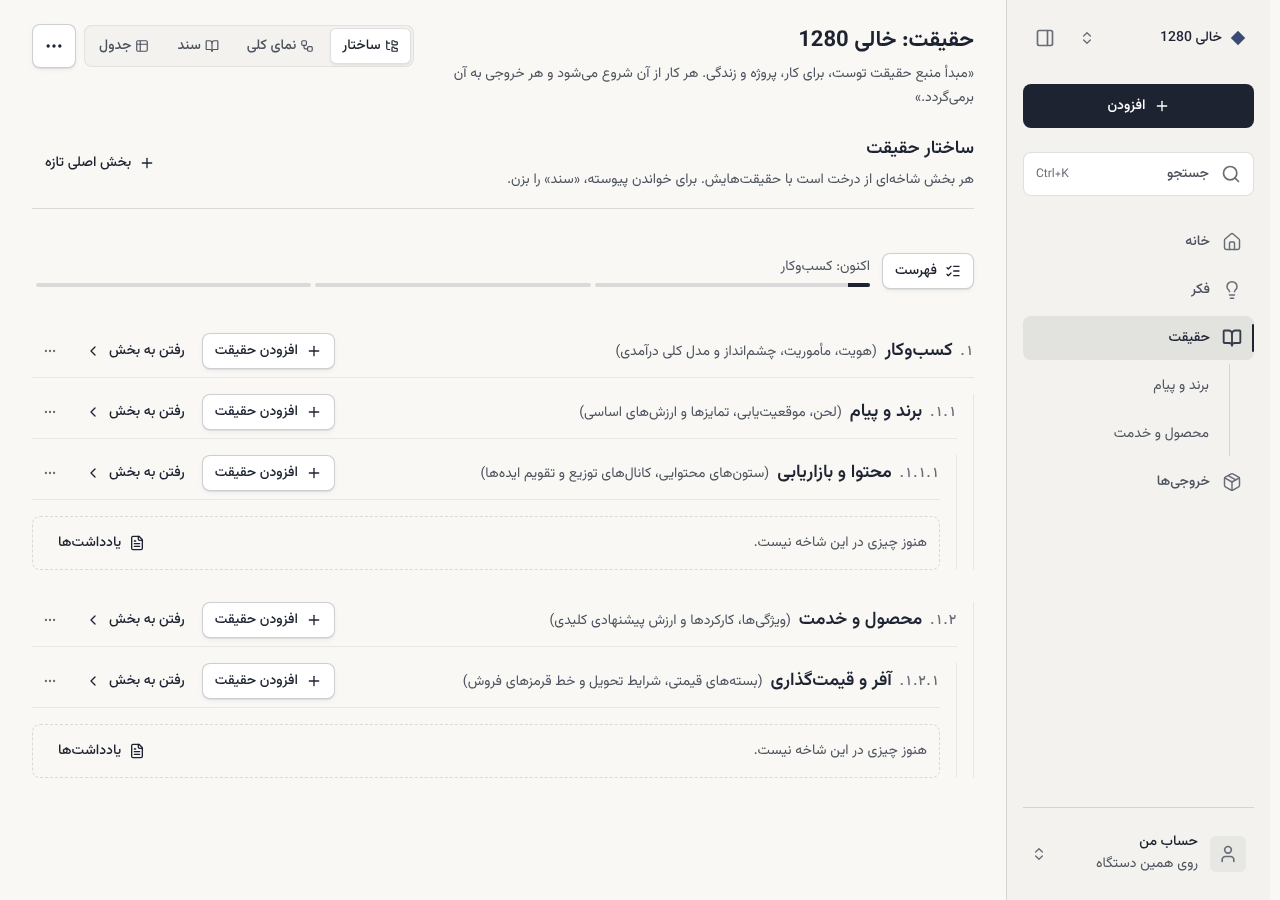 خالی 1280
افزودن
جستجو
Ctrl+K
خانه
فکر
حقیقت
برند و پیام
محصول و خدمت
خروجی‌ها
حساب من
روی همین دستگاه
حقیقت: خالی 1280
«مبدأ منبع حقیقت توست، برای کار، پروژه و زندگی. هر کار از آن شروع می‌شود و هر خروجی به آن
برمی‌گردد.»
ساختار
نمای کلی
سند
جدول
ساختار حقیقت
هر بخش شاخه‌ای از درخت است با حقیقت‌هایش. برای خواندن پیوسته، «سند» را بزن.
بخش اصلی تازه
فهرست
اکنون: کسب‌وکار
۱. کسب‌وکار (هویت، مأموریت، چشم‌انداز و مدل کلی درآمدی)
افزودن حقیقت
رفتن به بخش
۱.۱. برند و پیام (لحن، موقعیت‌یابی، تمایزها و ارزش‌های اساسی)
افزودن حقیقت
رفتن به بخش
۱.۱.۱. محتوا و بازاریابی (ستون‌های محتوایی، کانال‌های توزیع و تقویم ایده‌ها)
افزودن حقیقت
رفتن به بخش
هنوز چیزی در این شاخه نیست.
یادداشت‌ها
۱.۲. محصول و خدمت (ویژگی‌ها، کارکردها و ارزش پیشنهادی کلیدی)
افزودن حقیقت
رفتن به بخش
۱.۲.۱. آفر و قیمت‌گذاری (بسته‌های قیمتی، شرایط تحویل و خط قرمزهای فروش)
افزودن حقیقت
رفتن به بخش
هنوز چیزی در این شاخه نیست.
یادداشت‌ها